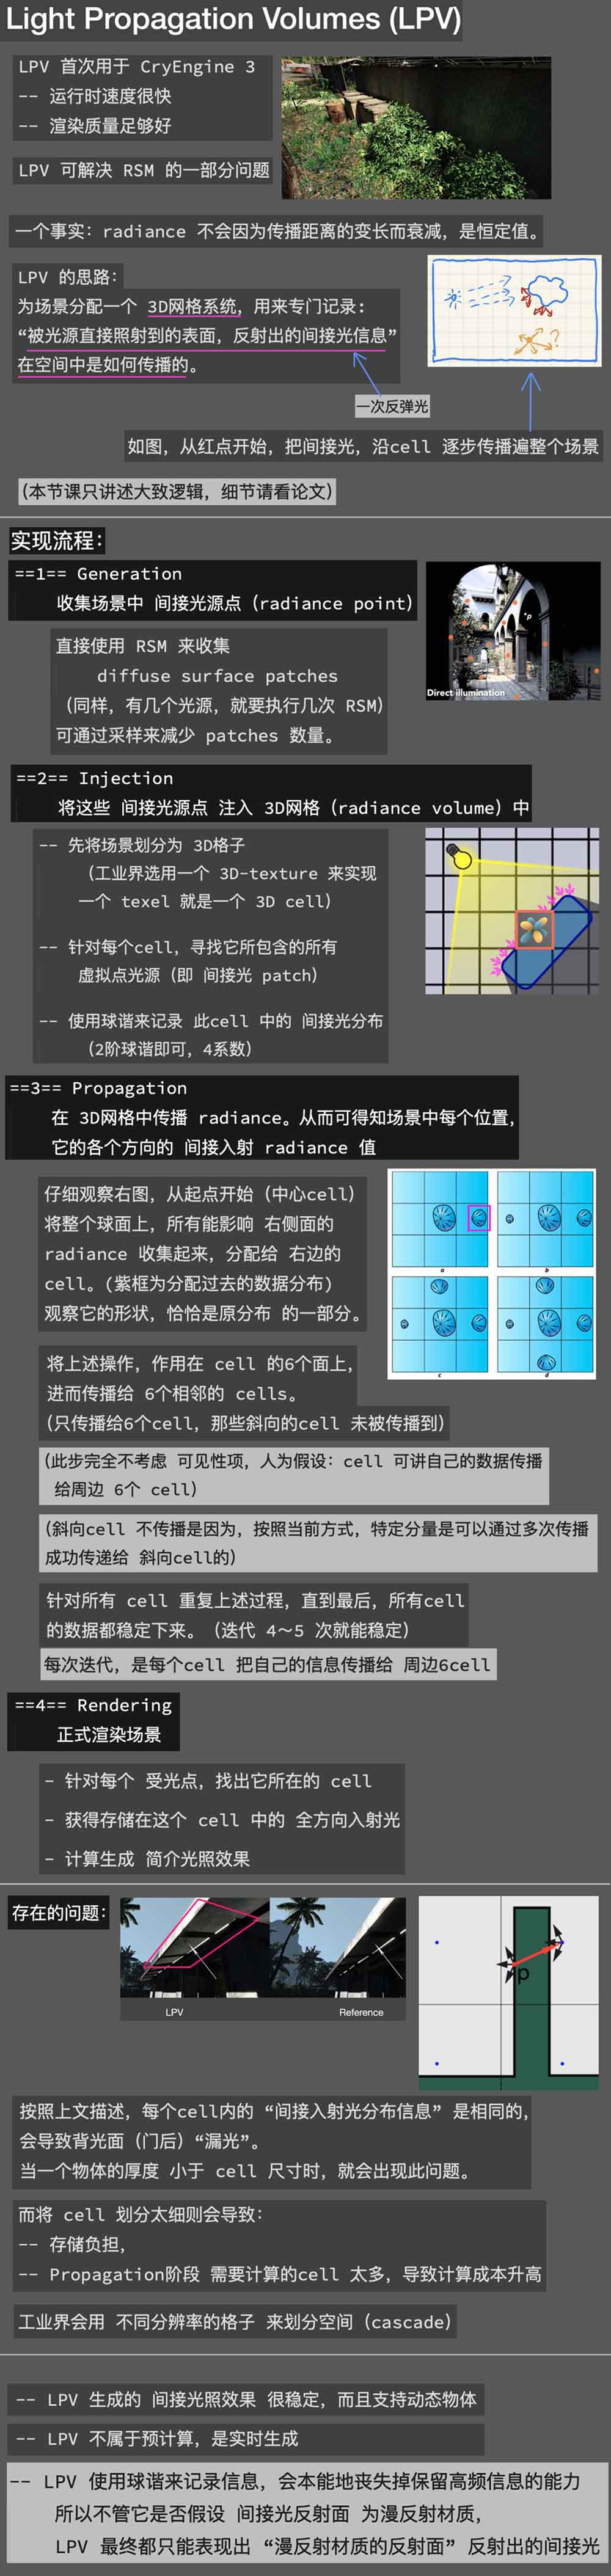 Light Propagation Volumes (LPV)
LPV 首次用于 CryEngine 3
-- 运行时速度很快
-- 渲染质量足够好
LPV 可解决 RSM 的一部分问题
一个事实: radiance 不会因为传播距离的变长而衰减, 是恒定值。
LPV 的思路:
为场景分配一个 3D网格系统, 用来专门记录:
“被光源直接照射到的表面, 反射出的间接光信息”
在空间中是如何传播的。
?
一次反弹光
如图, 从红点开始, 把间接光, 沿cell 逐步传播遍整个场景
(本节课只讲述大致逻辑, 细节请看论文)
实现流程:
==1== Generation
收集场景中 间接光源点 (radiance point)
直接使用 RSM 来收集
diffuse surface patches
(同样, 有几个光源, 就要执行几次 RSM)
可通过采样来减少 patches 数量。
p
Direct illumination
==2== Injection
将这些 间接光源点 注入 3D网格 (radiance volume) 中
-- 先将场景划分为 3D格子
(工业界选用一个 3D-texture 来实现
一个 texel 就是一个 3D cell)
-- 针对每个cell, 寻找它所包含的所有
虚拟点光源 (即 间接光 patch)
-- 使用球谐来记录 此cell 中的 间接光分布
(2阶球谐即可, 4系数)
==3== Propagation
在 3D网格中传播 radiance。从而可得知场景中每个位置,
它的各个方向的 间接入射 radiance 值
仔细观察右图, 从起点开始 (中心cell)
将整个球面上, 所有能影响 右侧面的
radiance 收集起来, 分配给 右边的
cell。(紫框为分配过去的数据分布)
观察它的形状, 恰恰是原分布 的一部分。
a
b
c
d
将上述操作, 作用在 cell 的6个面上,
进而传播给 6个相邻的 cells。
(只传播给6个cell, 那些斜向的cell 未被传播到)
(此步完全不考虑 可见性项, 人为假设: cell 可讲自己的数据传播
给周边 6个 cell)
(斜向cell 不传播是因为, 按照当前方式, 特定分量是可以通过多次传播
成功传递给 斜向cell的)
针对所有 cell 重复上述过程, 直到最后, 所有cell
的数据都稳定下来。 (迭代 4～5 次就能稳定)
每次迭代, 是每个cell 把自己的信息传播给 周边6cell
==4== Rendering
正式渲染场景
- 针对每个 受光点, 找出它所在的 cell
- 获得存储在这个 cell 中的 全方向入射光
- 计算生成 简介光照效果
存在的问题:
LPV
Reference
p
按照上文描述, 每个cell内的 “间接入射光分布信息” 是相同的,
会导致背光面 (门后) “漏光”。
当一个物体的厚度 小于 cell 尺寸时, 就会出现此问题。
而将 cell 划分太细则会导致:
-- 存储负担,
-- Propagation阶段 需要计算的cell 太多, 导致计算成本升高
工业界会用 不同分辨率的格子 来划分空间 (cascade)
-- LPV 生成的 间接光照效果 很稳定, 而且支持动态物体
-- LPV 不属于预计算, 是实时生成
-- LPV 使用球谐来记录信息, 会本能地丧失掉保留高频信息的能力
所以不管它是否假设 间接光反射面 为漫反射材质,
LPV 最终都只能表现出 “漫反射材质的反射面” 反射出的间接光